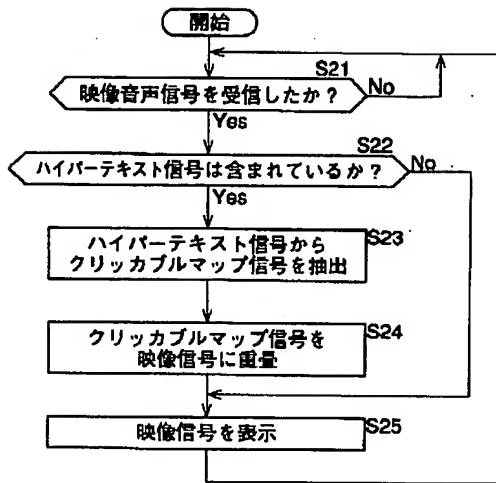 開始
S21
映像音声信号を受信したか？
No
Yes
S22
ハイパーテキスト信号は含まれているか？
No
Yes
S23
ハイパーテキスト信号から
クリッカブルマップ信号を抽出
S24
クリッカブルマップ信号を
映像信号に重畳
S25
映像信号を表示